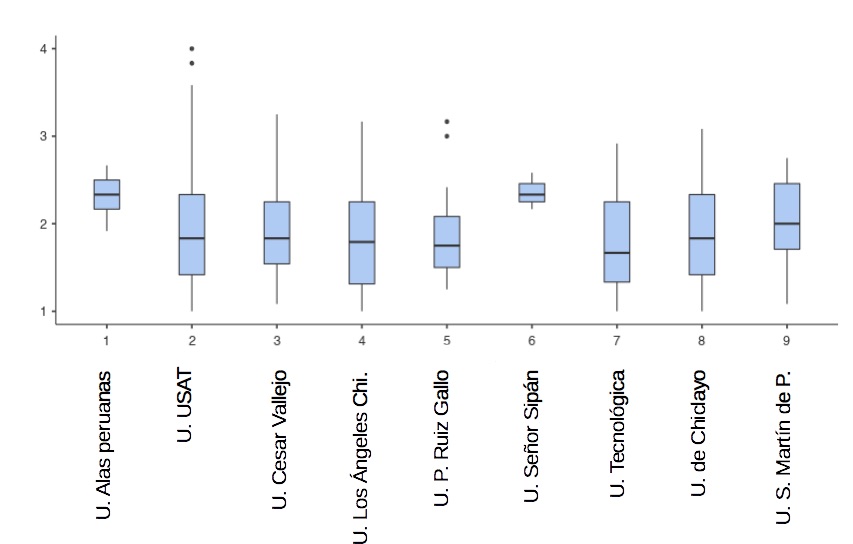 4
3
2
1
1 2 3 4 5 6 7 8 9
U. Alas peruanas
U. USAT
U. Cesar Vallejo
U. Los Ángeles Chi.
U. P. Ruiz Gallo
U. Señor Sipán
U. Tecnológica
U. de Chiclayo
U. S. Martín de P.